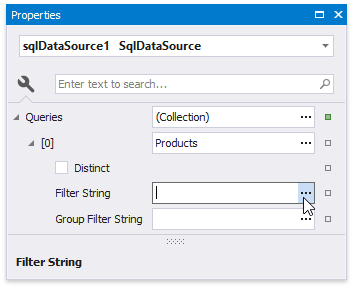 Properties
sqlDataSource1 SqlDataSource
Enter text to search...
Queries (Collection) ...
[0] Products ...
Distinct
Filter String ...
Group Filter String ...
Filter String